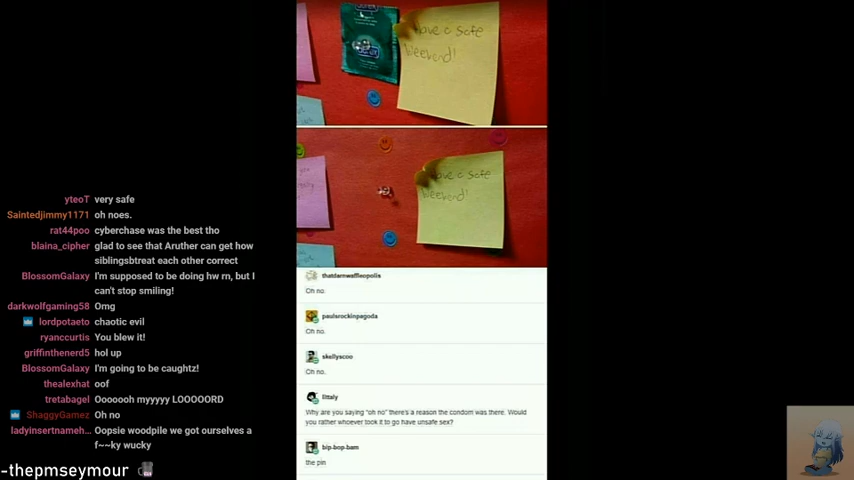 Have a safe
Weekend!
Have a safe
Weekend!
thatdarnwaffleopolis
Oh no.
paulsrockinpagoda
Oh no.
skellyscoo
Oh no.
littaly
Why are you saying "oh no" there's a reason the condom was there. Would
you rather whoever took it to go have unsafe sex?
bip-bop-bam
the pin
yteoT very safe
Saintedjimmy1171 oh noes.
rat44poo cyberchase was the best tho
blaina_cipher glad to see that Aruther can get how
siblingsbtreat each other correct
BlossomGalaxy I'm supposed to be doing hw rn, but I
can't stop smiling!
darkwolfgaming58 Omg
lordpotaeto chaotic evil
ryanccurtis You blew it!
griffinthenerd5 hol up
BlossomGalaxy I'm going to be caughtz!
thealexhat oof
tretabagel Ooooooh myyyyy LOOOOORD
ShaggyGamez Oh no
ladyinsertnameh... Oopsie woodpile we got ourselves a
f~~ky wucky
-thepmseymour